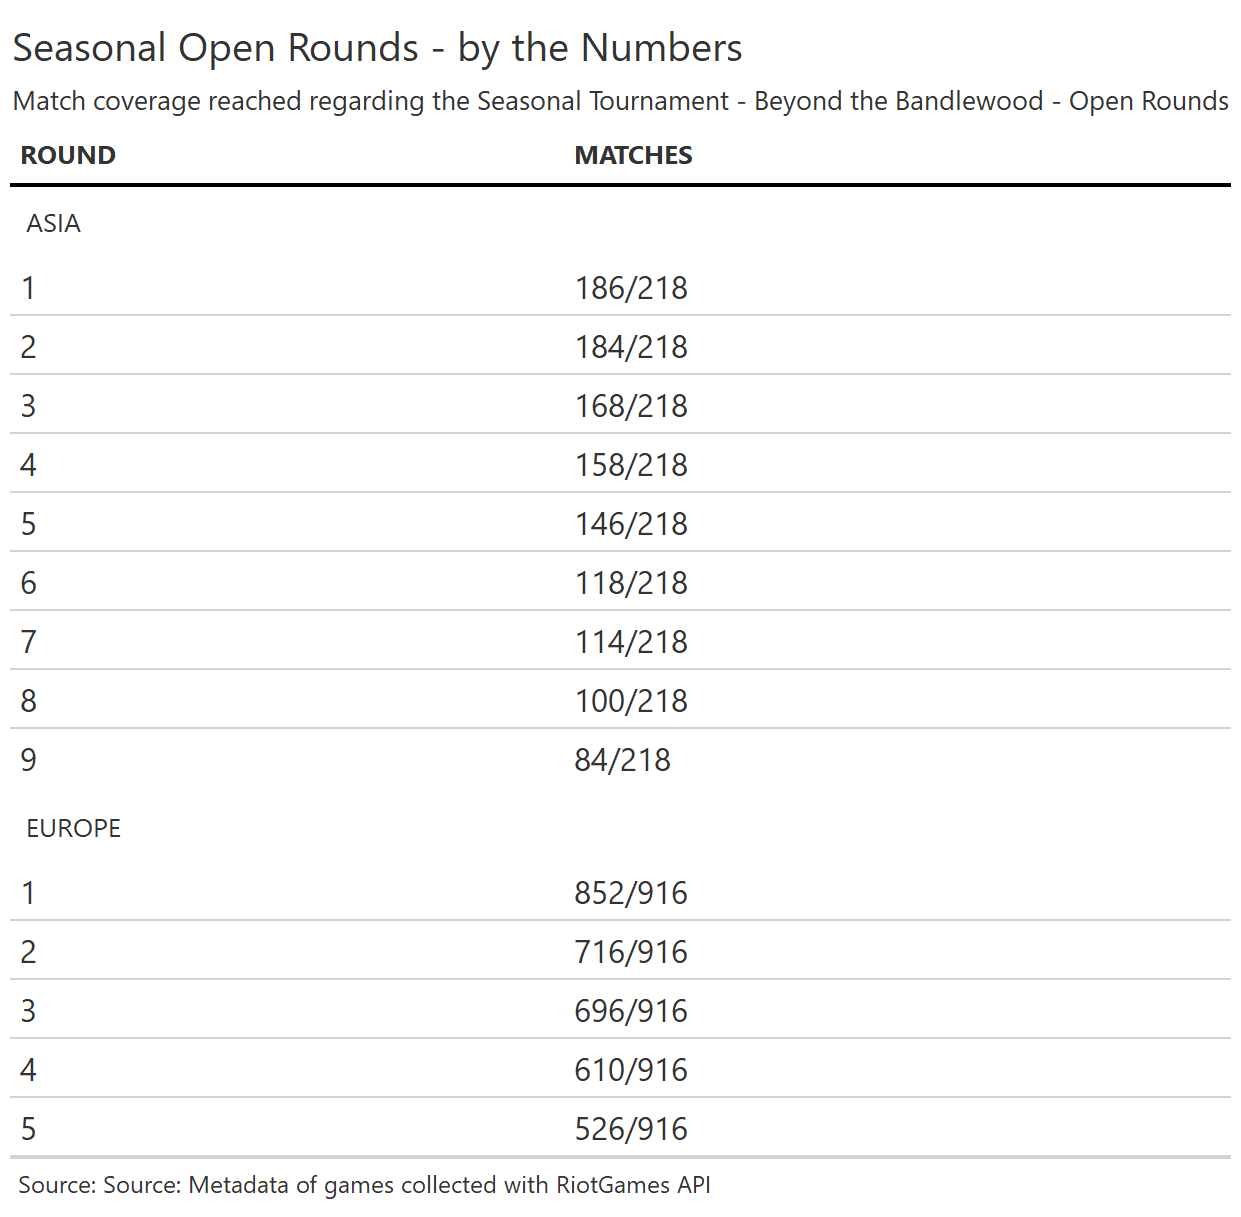 Seasonal Open Rounds - by the Numbers
Match coverage reached regarding the Seasonal Tournament - Beyond the Bandlewood - Open Rounds
ROUND MATCHES
ASIA
1 186/218
2 184/218
3 168/218
4 158/218
5 146/218
6 118/218
7 114/218
8 100/218
9 84/218
EUROPE
1 852/916
2 716/916
3 696/916
4 610/916
5 526/916
Source: Source: Metadata of games collected with RiotGames API